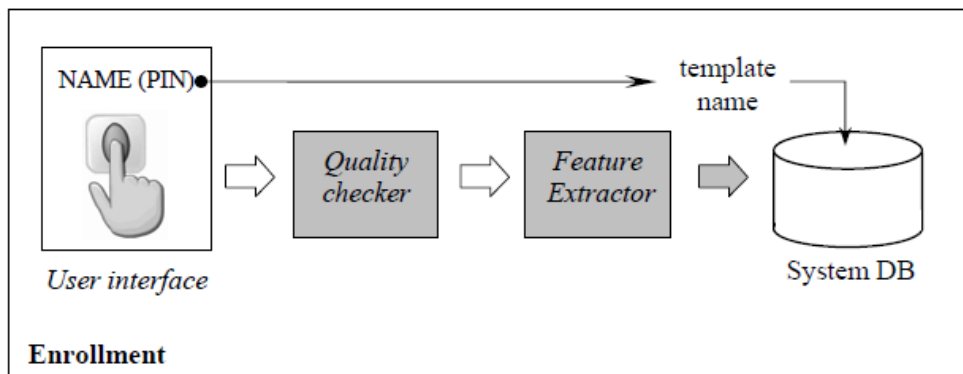 NAME (PIN)
template
name
Quality
checker
Feature
Extractor
User interface
System DB
Enrollment